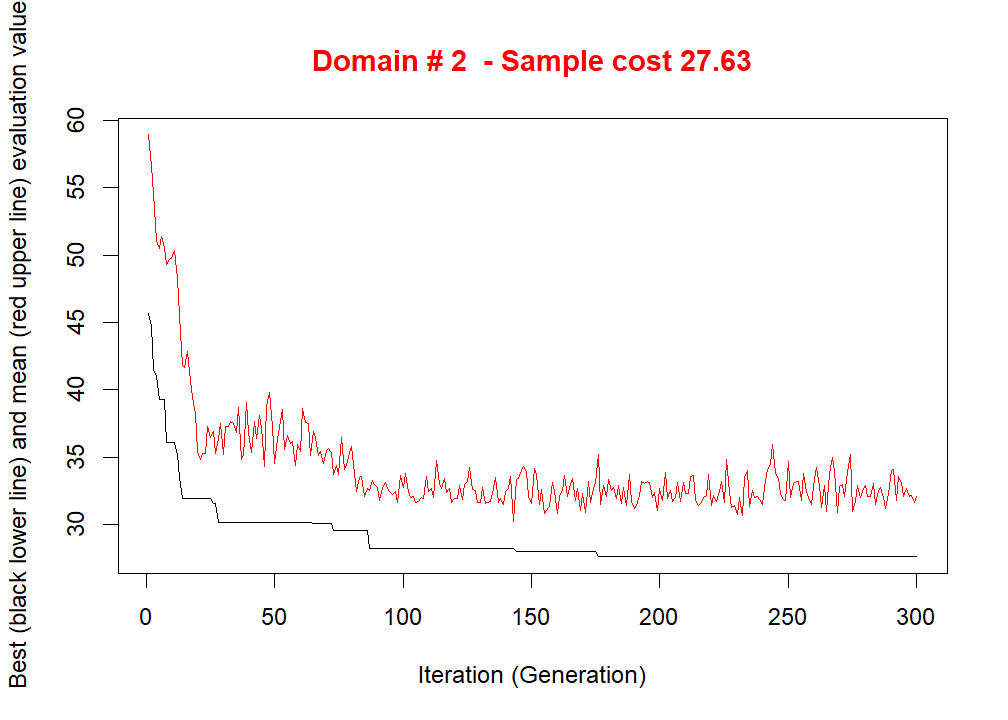 Domain # 2  - Sample cost 27.63
Best (black lower line) and mean (red upper line) evaluation value
60
55
50
45
40
35
30
0 50 100 150 200 250 300
Iteration (Generation)